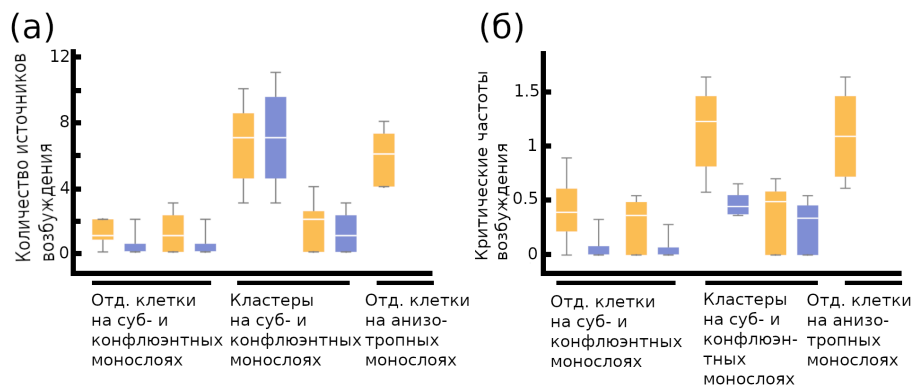 (а)
Количество источников
возбуждения
12
8
4
0
Отд. клетки
на суб- и
конфлюэнтных
монослоях
Кластеры
на суб- и
конфлюэнтных
монослоях
Отд. клетки
на анизо-
тропных
монослоях
(б)
Критические частоты
возбуждения
1.5
1
0.5
0
Отд. клетки
на суб- и
конфлюэнтных
монослоях
Кластеры
на суб- и
конфлюэн-
тных
монослоях
Отд. клетки
на анизо-
тропных
монослоях